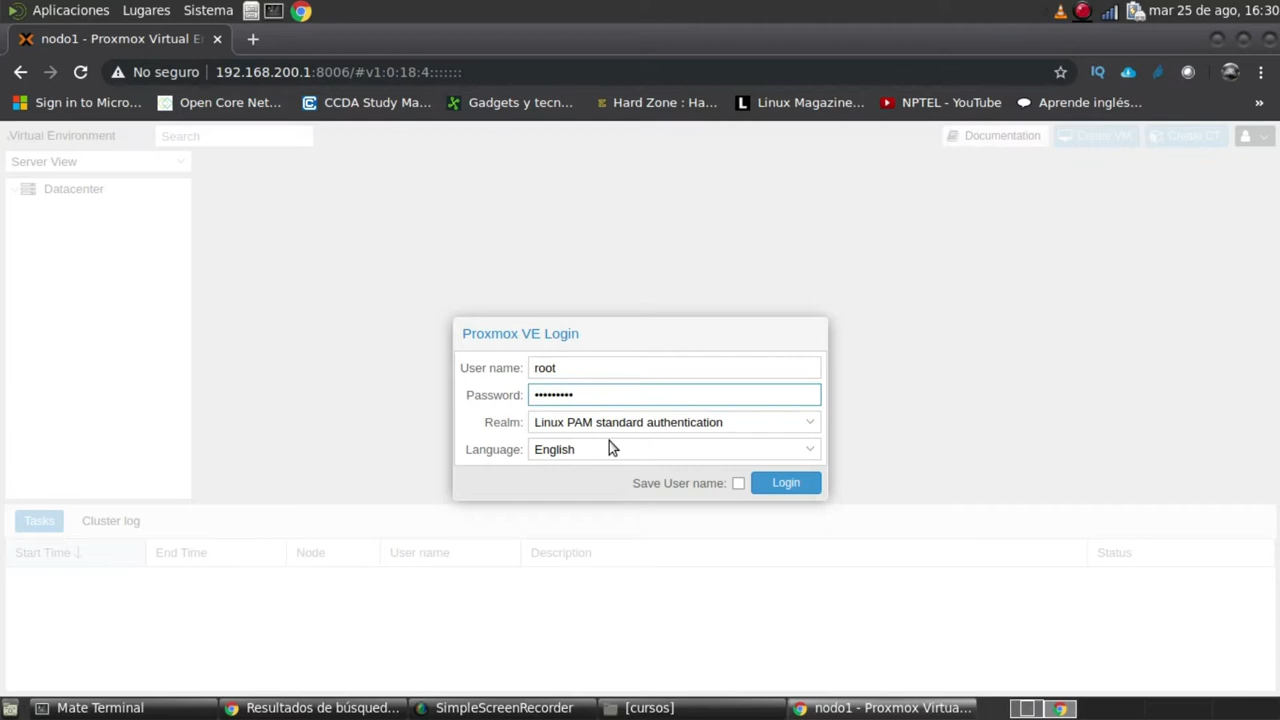 Aplicaciones Lugares Sistema mar 25 de ago, 16:30
nodo1 - Proxmox Virtual E
No seguro 192.168.200.1:8006/#v1:0:18:4:::::::
Sign in to Micro... Open Core Net... CCDA Study Ma... Gadgets y tecn... Hard Zone : Ha... Linux Magazine... NPTEL - YouTube Aprende inglés... »
Virtual Environment Search Documentation Create VM Create CT
Server View
Datacenter
Proxmox VE Login
User name: root
Password: •••••••••
Realm: Linux PAM standard authentication
Language: English
Save User name: Login
Tasks Cluster log
Start Time End Time Node User name Description Status
Mate Terminal Resultados de búsqued... SimpleScreenRecorder [cursos] nodo1 - Proxmox Virtua...